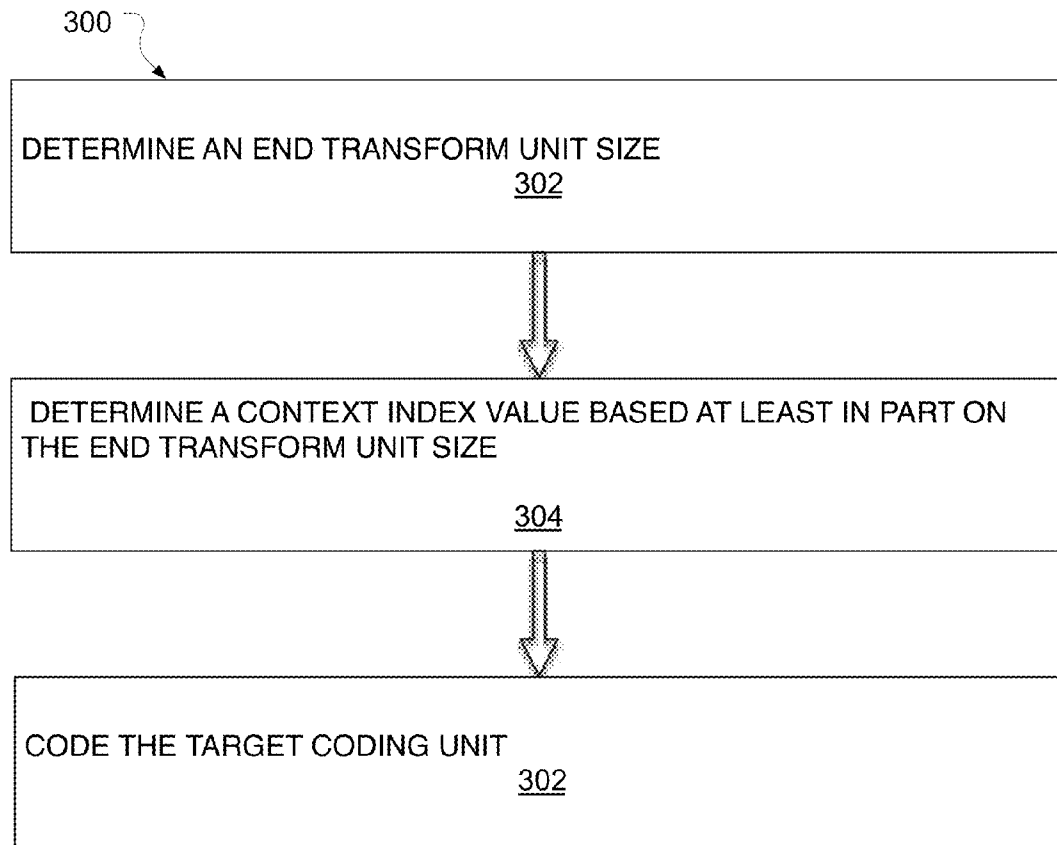 300
DETERMINE AN END TRANSFORM UNIT SIZE
302
DETERMINE A CONTEXT INDEX VALUE BASED AT LEAST IN PART ON
THE END TRANSFORM UNIT SIZE
304
CODE THE TARGET CODING UNIT
302